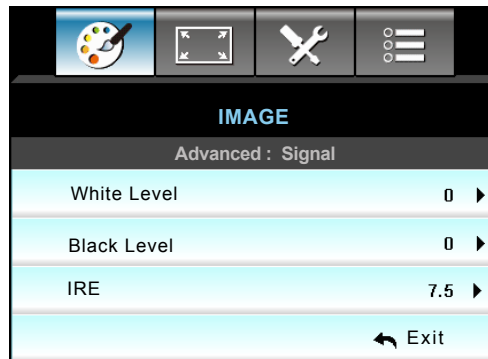 IMAGE
Advanced : Signal
White Level 0
Black Level 0
IRE 7.5
Exit